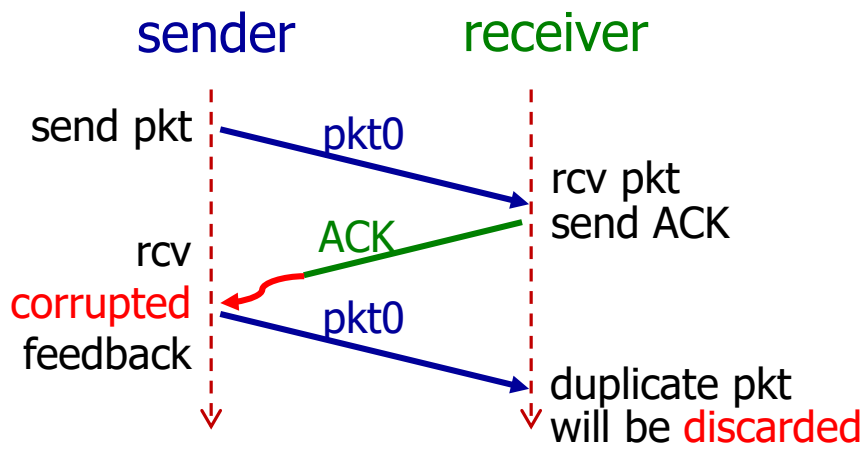 sender
receiver
send pkt
pkt0
rcv pkt
send ACK
ACK
rcv
corrupted
feedback
pkt0
duplicate pkt
will be discarded